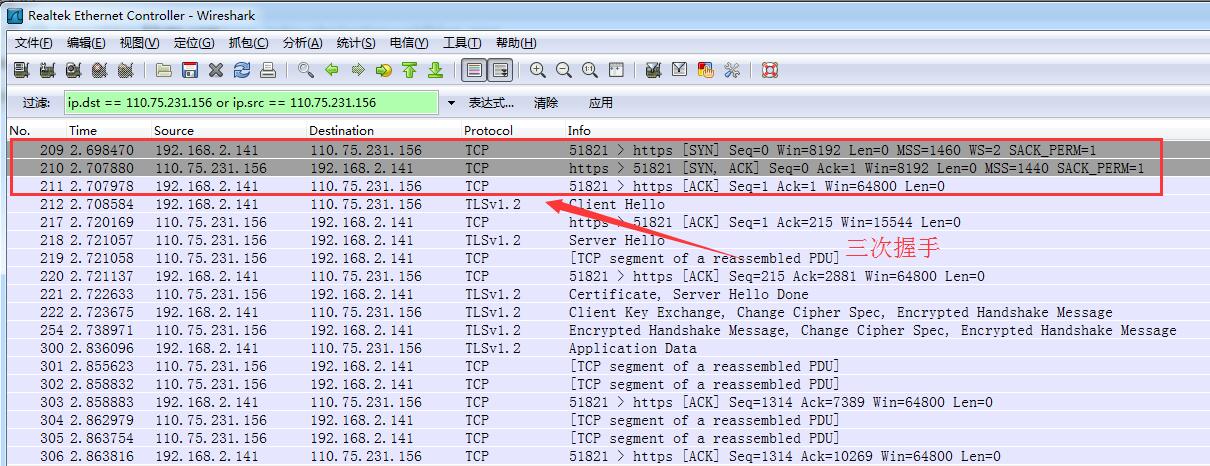 Realtek Ethernet Controller - Wireshark
文件(F) 编辑(E) 视图(V) 定位(G) 抓包(C) 分析(A) 统计(S) 电信(Y) 工具(T) 帮助(H)
过滤: ip.dst == 110.75.231.156 or ip.src == 110.75.231.156 表达式... 清除 应用
No. Time Source Destination Protocol Info
209 2.698470 192.168.2.141 110.75.231.156 TCP 51821 > https [SYN] Seq=0 Win=8192 Len=0 MSS=1460 WS=2 SACK_PERM=1
210 2.707880 110.75.231.156 192.168.2.141 TCP https > 51821 [SYN, ACK] Seq=0 Ack=1 Win=8192 Len=0 MSS=1440 SACK_PERM=1
211 2.707978 192.168.2.141 110.75.231.156 TCP 51821 > https [ACK] Seq=1 Ack=1 Win=64800 Len=0
212 2.708584 192.168.2.141 110.75.231.156 TLSv1.2 Client Hello
217 2.720169 110.75.231.156 192.168.2.141 TCP https > 51821 [ACK] Seq=1 Ack=215 Win=15544 Len=0
218 2.721057 110.75.231.156 192.168.2.141 TLSv1.2 Server Hello
三次握手
219 2.721058 110.75.231.156 192.168.2.141 TCP [TCP segment of a reassembled PDU]
220 2.721137 192.168.2.141 110.75.231.156 TCP 51821 > https [ACK] Seq=215 Ack=2881 Win=64800 Len=0
221 2.722633 110.75.231.156 192.168.2.141 TLSv1.2 Certificate, Server Hello Done
222 2.723675 192.168.2.141 110.75.231.156 TLSv1.2 Client Key Exchange, Change Cipher Spec, Encrypted Handshake Message
254 2.738971 110.75.231.156 192.168.2.141 TLSv1.2 Encrypted Handshake Message, Change Cipher Spec, Encrypted Handshake Message
300 2.836096 192.168.2.141 110.75.231.156 TLSv1.2 Application Data
301 2.855623 110.75.231.156 192.168.2.141 TCP [TCP segment of a reassembled PDU]
302 2.858832 110.75.231.156 192.168.2.141 TCP [TCP segment of a reassembled PDU]
303 2.858883 192.168.2.141 110.75.231.156 TCP 51821 > https [ACK] Seq=1314 Ack=7389 Win=64800 Len=0
304 2.862979 110.75.231.156 192.168.2.141 TCP [TCP segment of a reassembled PDU]
305 2.863754 110.75.231.156 192.168.2.141 TCP [TCP segment of a reassembled PDU]
306 2.863816 192.168.2.141 110.75.231.156 TCP 51821 > https [ACK] Seq=1314 Ack=10269 Win=64800 Len=0